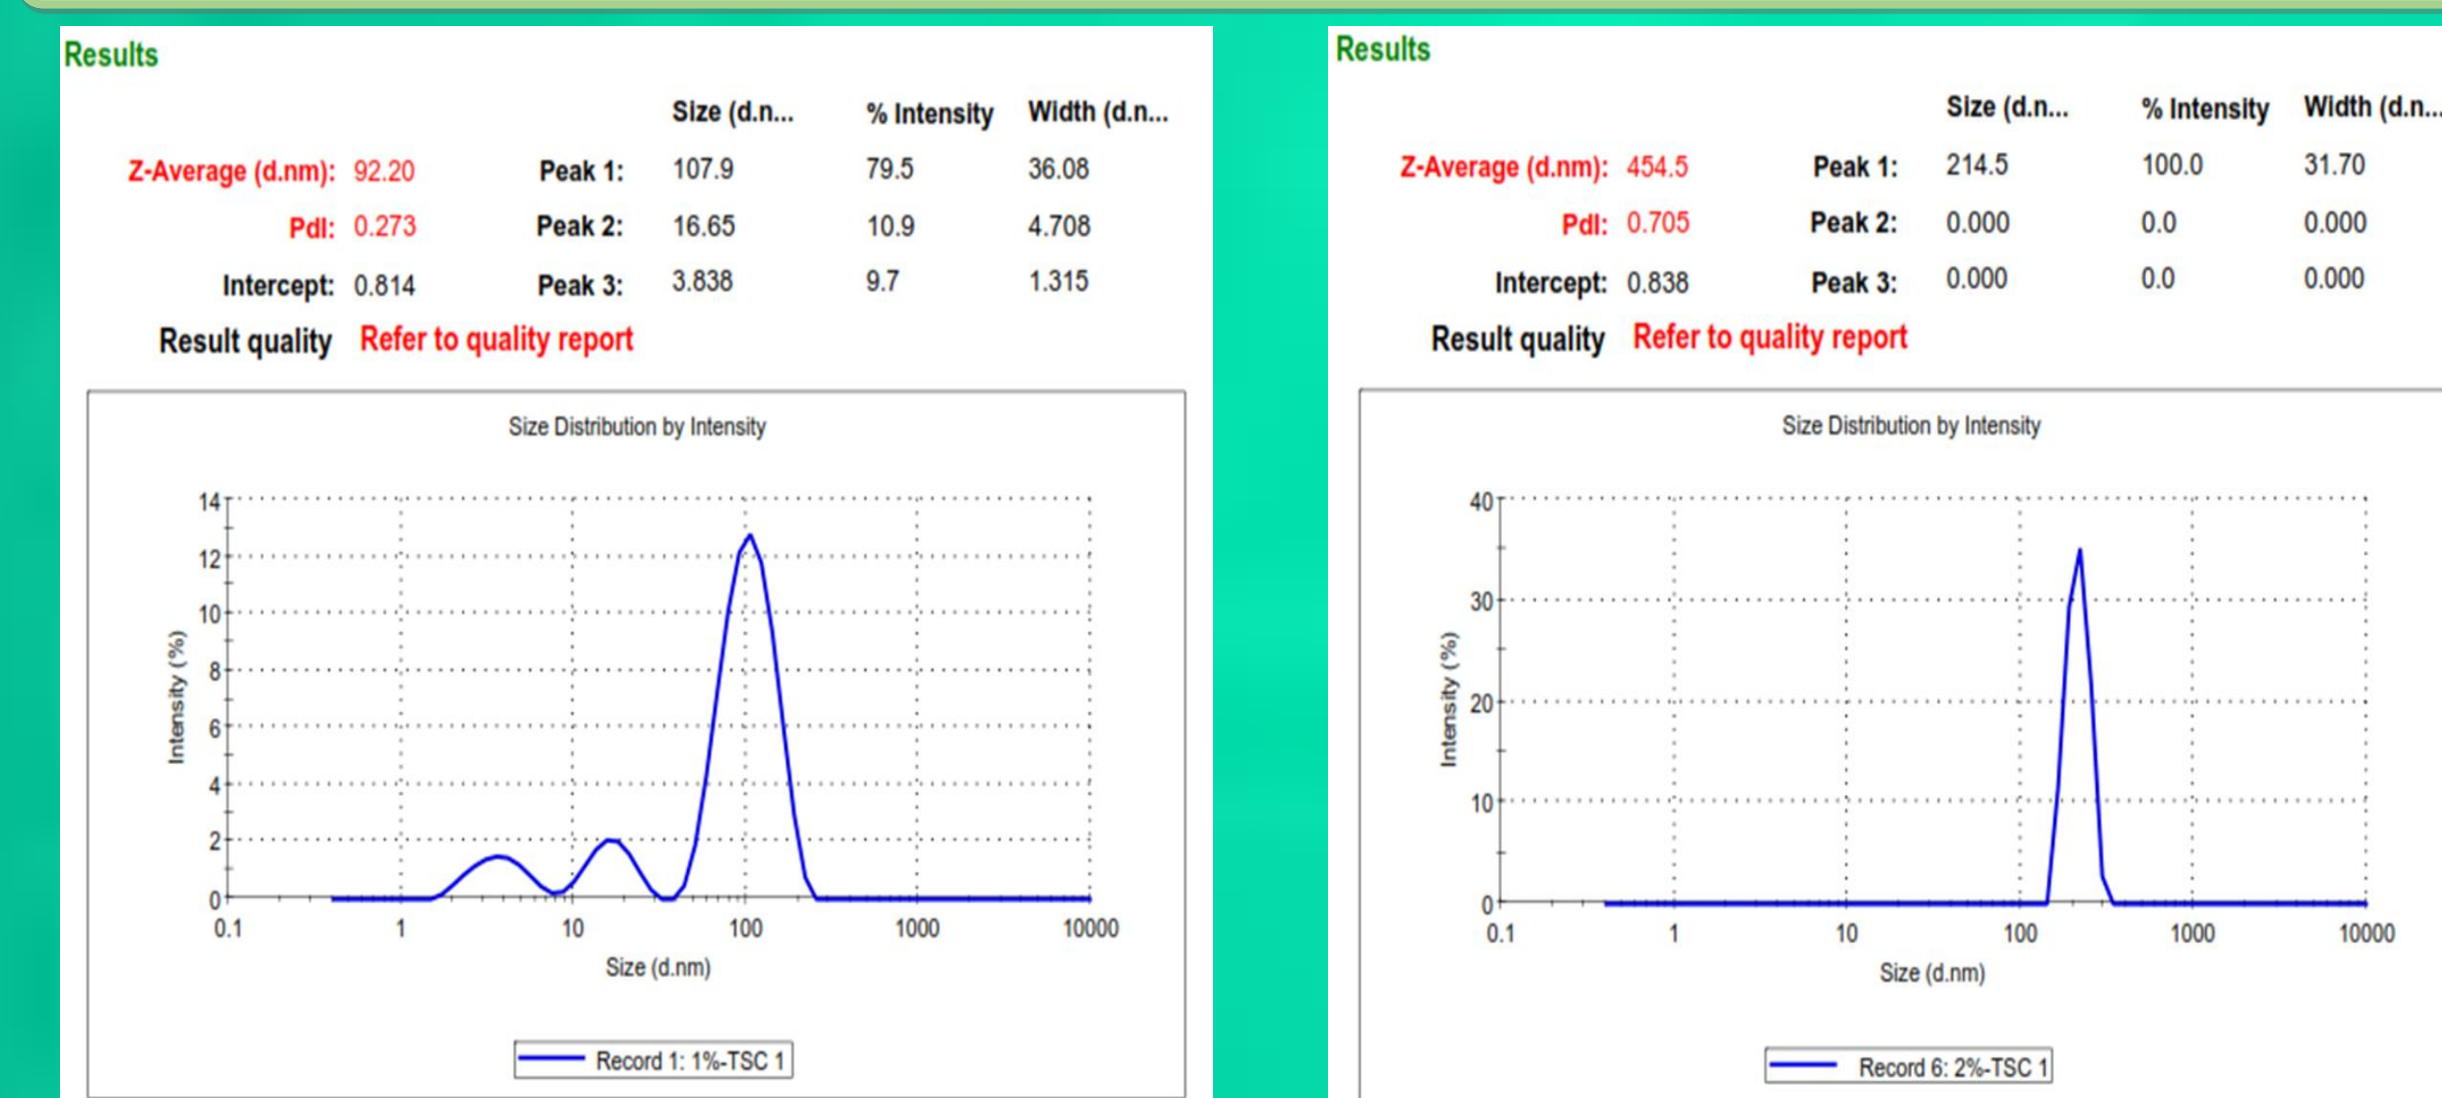 Results
Size (d.n... % Intensity Width (d.n...
Z-Average (d.nm): 92.20 Peak 1: 107.9 79.5 36.08
PdI: 0.273 Peak 2: 16.65 10.9 4.708
Intercept: 0.814 Peak 3: 3.838 9.7 1.315
Result quality Refer to quality report
Size Distribution by Intensity
14
12
10
8
6
4
2
0
Intensity (%)
0.1 1 10 100 1000 10000
Size (d.nm)
Record 1: 1%-TSC 1
Results
Size (d.n... % Intensity Width (d.n...
Z-Average (d.nm): 454.5 Peak 1: 214.5 100.0 31.70
PdI: 0.705 Peak 2: 0.000 0.0 0.000
Intercept: 0.838 Peak 3: 0.000 0.0 0.000
Result quality Refer to quality report
Size Distribution by Intensity
40
30
20
10
0
Intensity (%)
0.1 1 10 100 1000 10000
Size (d.nm)
Record 6: 2%-TSC 1